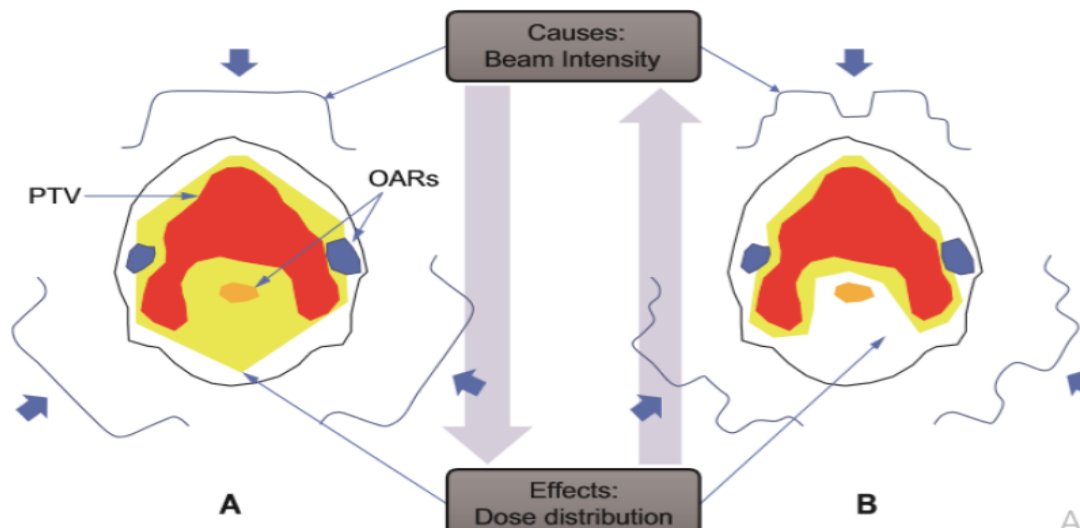 Causes:
Beam Intensity
PTV
OARs
Effects:
Dose distribution
A
B
A